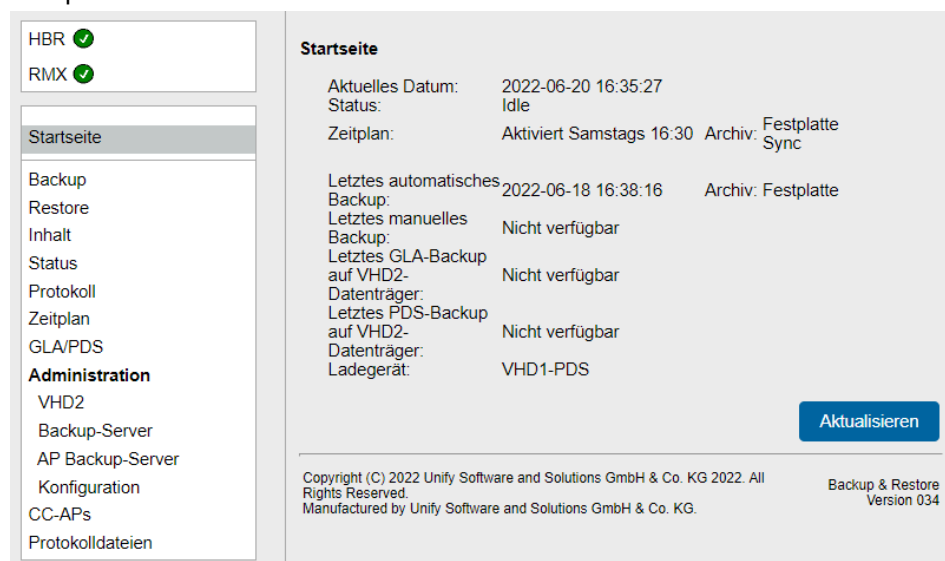 HBR
RMX
Startseite
Backup
Restore
Inhalt
Status
Protokoll
Zeitplan
GLA/PDS
Administration
VHD2
Backup-Server
AP Backup-Server
Konfiguration
CC-APs
Protokolldateien
Startseite
Aktuelles Datum: 2022-06-20 16:35:27
Status: Idle
Zeitplan: Aktiviert Samstags 16:30 Archiv: Festplatte
Sync
Letztes automatisches
Backup: 2022-06-18 16:38:16 Archiv: Festplatte
Letztes manuelles
Backup: Nicht verfügbar
Letztes GLA-Backup
auf VHD2- Nicht verfügbar
Datenträger:
Letztes PDS-Backup
auf VHD2- Nicht verfügbar
Datenträger:
Ladegerät: VHD1-PDS
Aktualisieren
Copyright (C) 2022 Unify Software and Solutions GmbH & Co. KG 2022. All
Rights Reserved.
Manufactured by Unify Software and Solutions GmbH & Co. KG.
Backup & Restore
Version 034